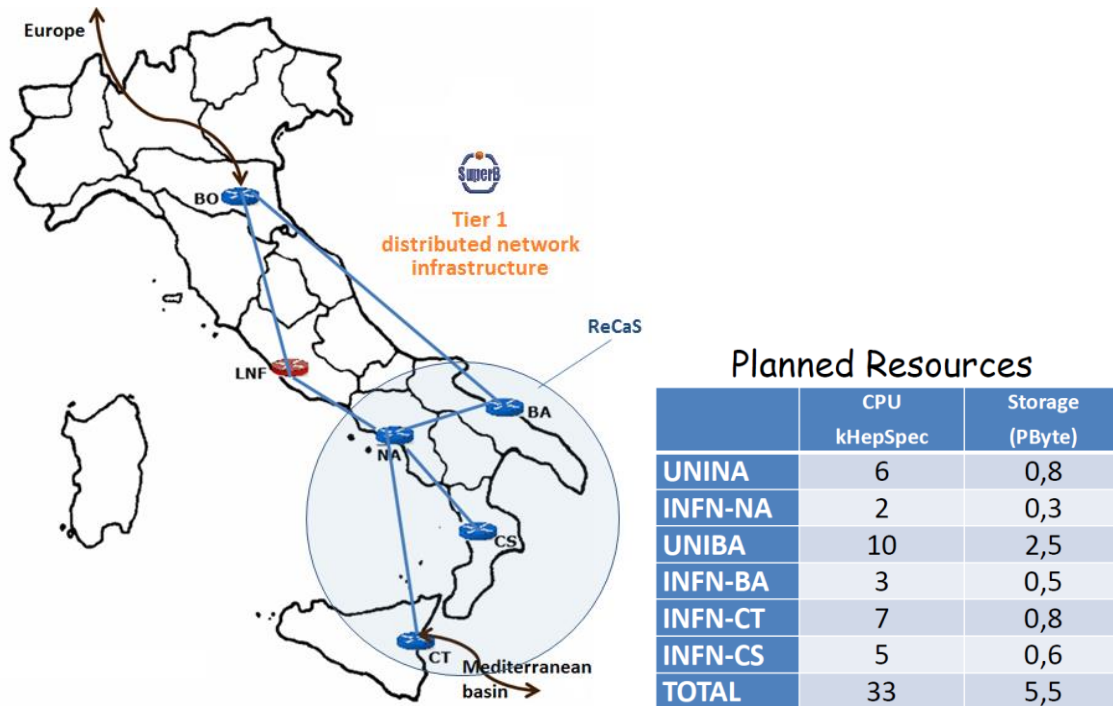 Europe
BO
SuperB
Tier 1
distributed network
infrastructure
ReCaS
LNF
BA
NA
CS
CT
Mediterranean
basin
Planned Resources
CPU Storage
kHepSpec (PByte)
UNINA 6 0,8
INFN-NA 2 0,3
UNIBA 10 2,5
INFN-BA 3 0,5
INFN-CT 7 0,8
INFN-CS 5 0,6
TOTAL 33 5,5